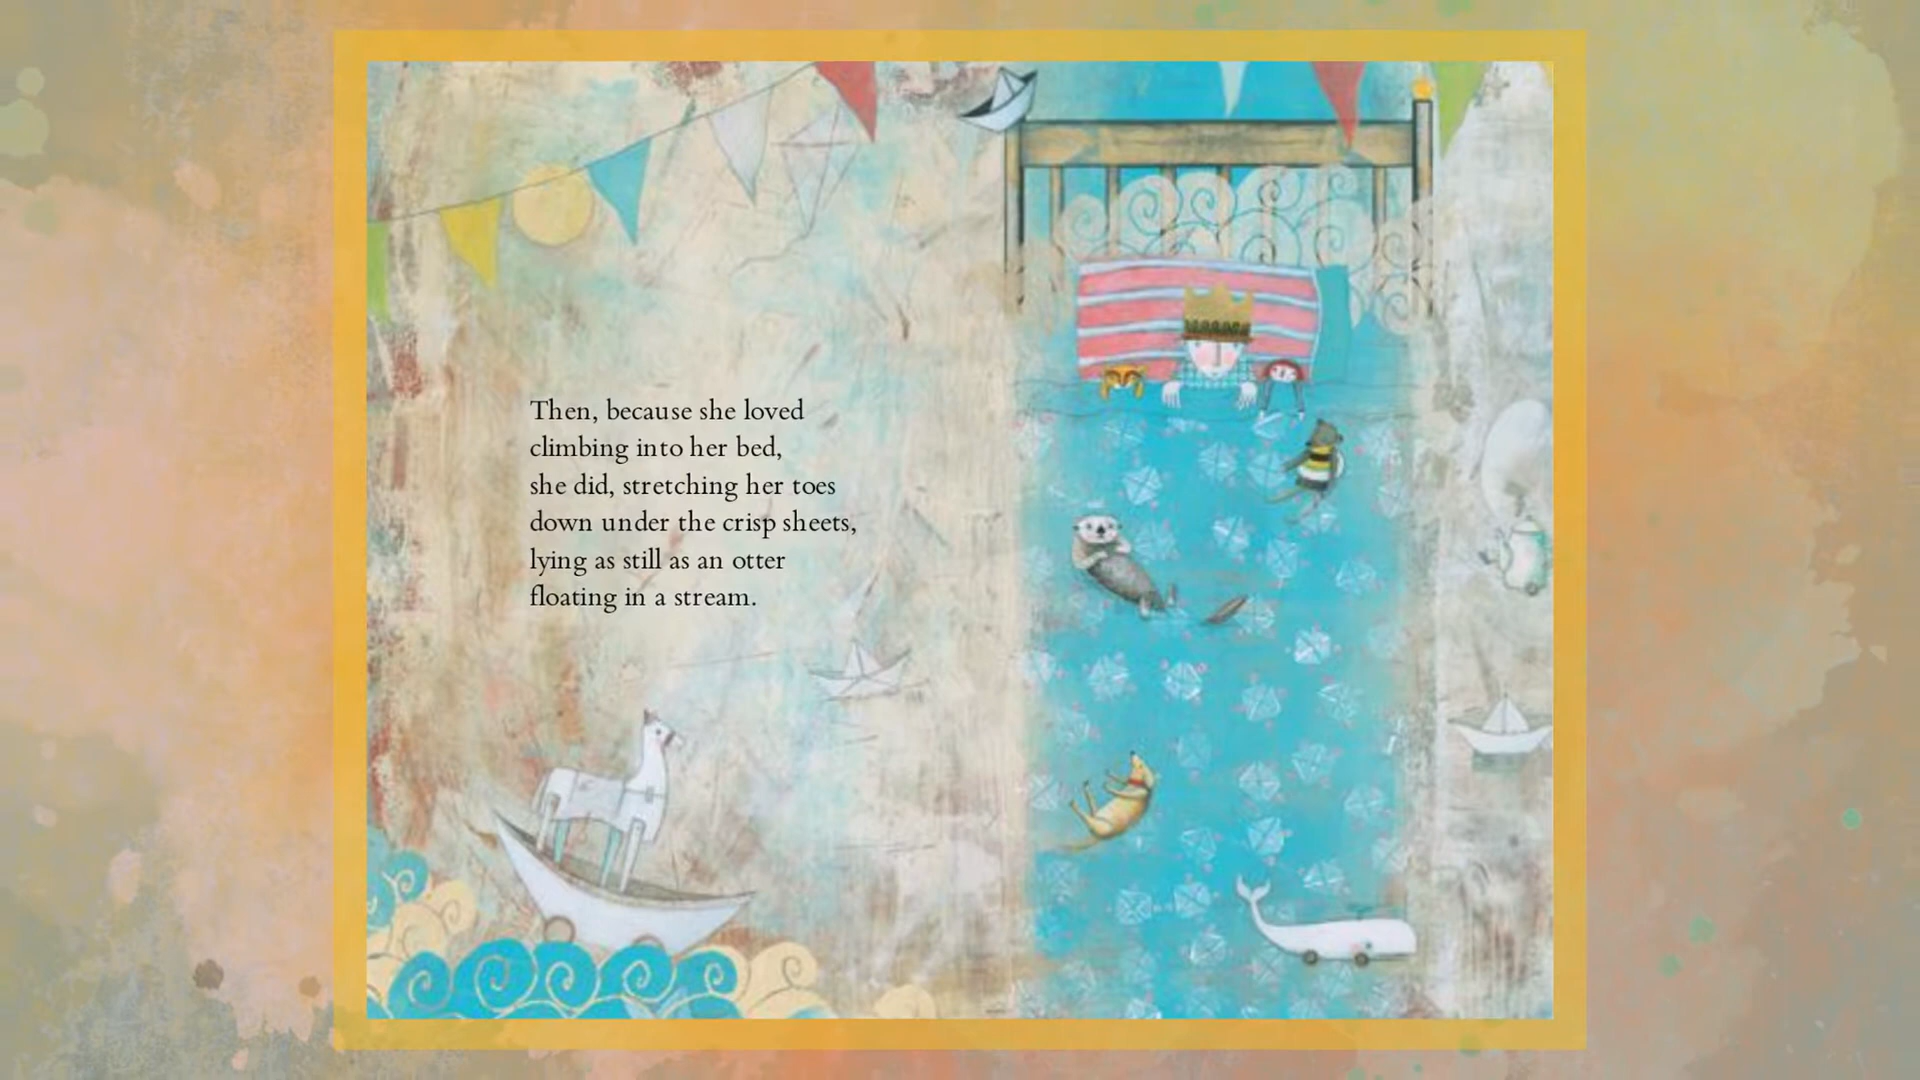 Then, because she loved
climbing into her bed,
she did, stretching her toes
down under the crisp sheets,
lying as still as an otter
floating in a stream.